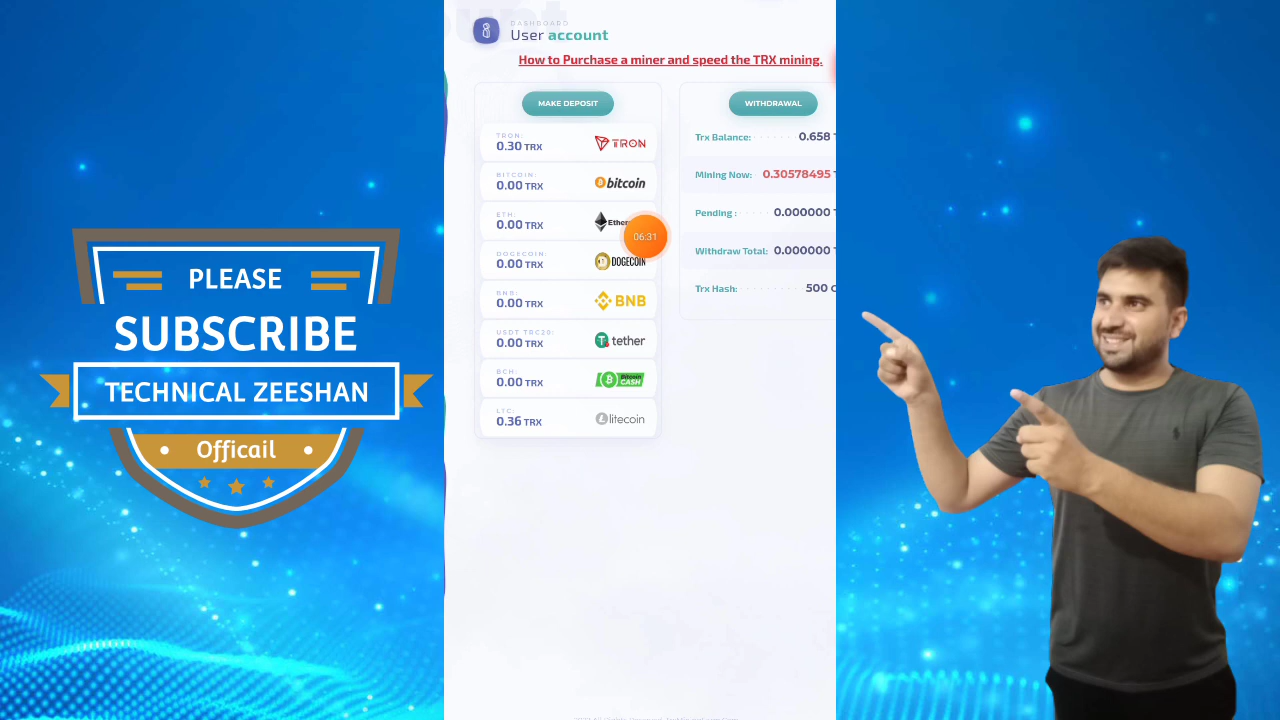 PLEASE
SUBSCRIBE
TECHNICAL ZEESHAN
Officail
DASHBOARD
User account
How to Purchase a miner and speed the TRX mining.
MAKE DEPOSIT
TRON:
0.30 TRX
TRON
BITCOIN:
0.00 TRX
bitcoin
ETH:
0.00 TRX
Ether
06:31
DOGECOIN:
0.00 TRX
DOGECOIN
BNB:
0.00 TRX
BNB
USDT TRC20:
0.00 TRX
tether
BCH:
0.00 TRX
Bitcoin
CASH
LTC:
0.36 TRX
litecoin
WITHDRAWAL
Trx Balance: 0.658 T
Mining Now: 0.30578495 T
Pending : 0.000000 T
Withdraw Total: 0.000000 T
Trx Hash: 500 G